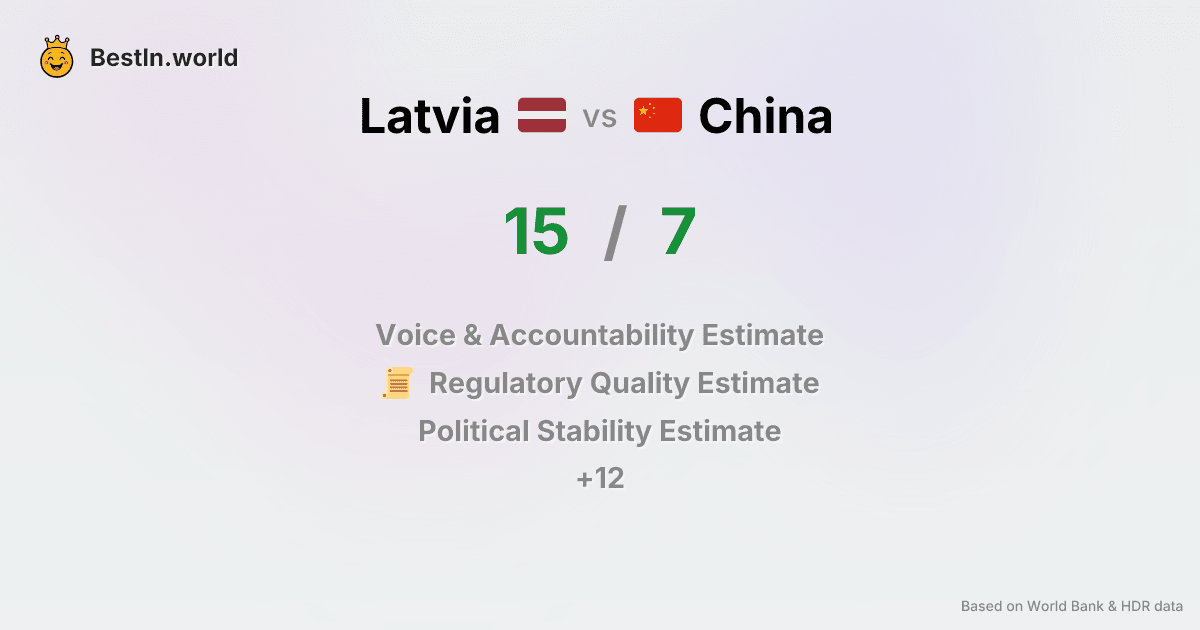 BestIn.world
Latvia vs China
15 / 7
Voice & Accountability Estimate
Regulatory Quality Estimate
Political Stability Estimate
+12
Based on World Bank & HDR data